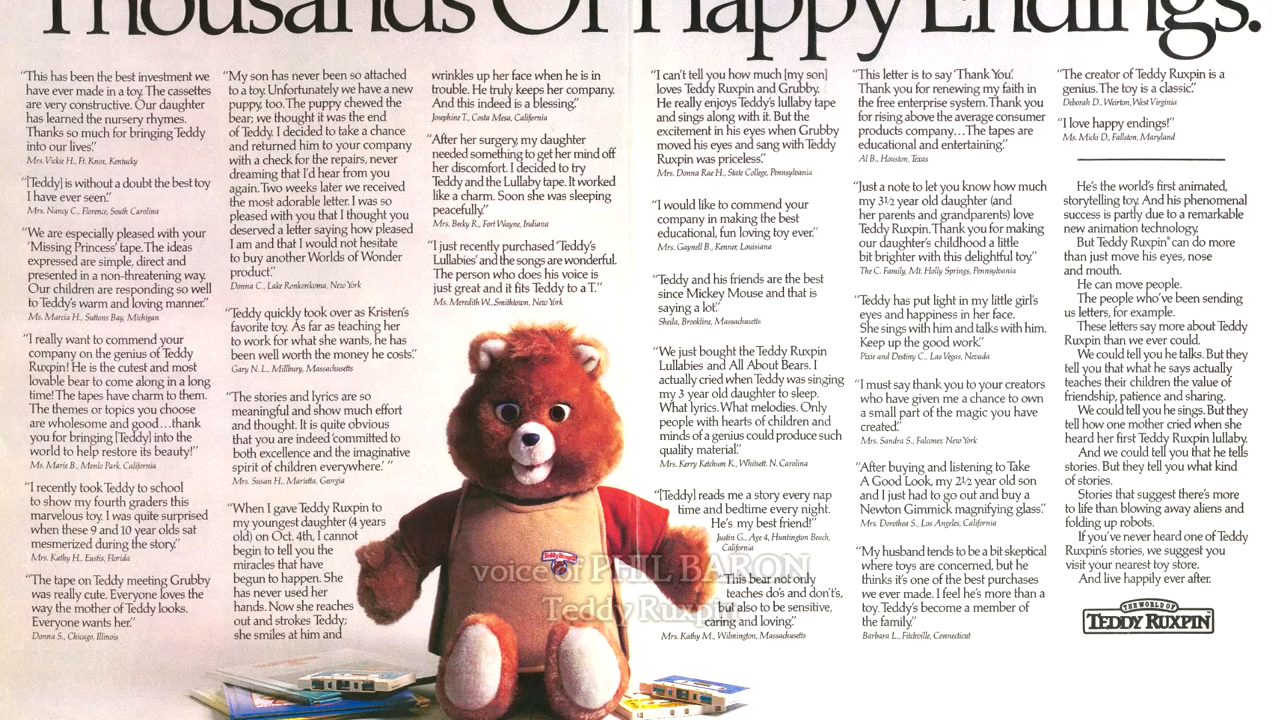 Thousands Of Happy Endings.
"This has been the best investment we
have ever made in a toy. The cassettes
are very constructive. Our daughter
has learned the nursery rhymes.
Thanks so much for bringing Teddy
into our lives."
Mrs. Vickie H., Ft. Knox, Kentucky
"[Teddy] is without a doubt the best toy
I have ever seen."
Mrs. Nancy C., Florence, South Carolina
"We are especially pleased with your
'Missing Princess' tape. The ideas
expressed are simple, direct and
presented in a non-threatening way.
Our children are responding so well
to Teddy's warm and loving manner."
Ms. Marcia H., Suttons Bay, Michigan
"I really want to commend your
company on the genius of Teddy
Ruxpin! He is the cutest and most
lovable bear to come along in a long
time! The tapes have charm to them.
The themes or topics you choose
are wholesome and good...thank
you for bringing [Teddy] into the
world to help restore its beauty!"
Ms. Marie B., Menlo Park, California
"I recently took Teddy to school
to show my fourth graders this
marvelous toy. I was quite surprised
when these 9 and 10 year olds sat
mesmerized during the story."
Mrs. Kathy H., Eustis, Florida
"The tape on Teddy meeting Grubby
was really cute. Everyone loves the
way the mother of Teddy looks.
Everyone wants her."
Donna S., Chicago, Illinois
"My son has never been so attached
to a toy. Unfortunately we have a new
puppy, too. The puppy chewed the
bear; we thought it was the end
of Teddy. I decided to take a chance
and returned him to your company
with a check for the repairs, never
dreaming that I'd hear from you
again. Two weeks later we received
the most adorable letter. I was so
pleased with you that I thought you
deserved a letter saying how pleased
I am and that I would not hesitate
to buy another Worlds of Wonder
product."
Donna C., Lake Ronkonkoma, New York
"Teddy quickly took over as Kristen's
favorite toy. As far as teaching her
to work for what she wants, he has
been well worth the money he costs."
Gary N. L., Millbury, Massachusetts
"The stories and lyrics are so
meaningful and show much effort
and thought. It is quite obvious
that you are indeed 'committed to
both excellence and the imaginative
spirit of children everywhere.' "
Mrs. Susan H., Marietta, Georgia
"When I gave Teddy Ruxpin to
my youngest daughter (4 years
old) on Oct. 4th, I cannot
begin to tell you the
miracles that have
begun to happen. She
has never used her
hands. Now she reaches
out and strokes Teddy;
she smiles at him and
wrinkles up her face when he is in
trouble. He truly keeps her company.
And this indeed is a blessing."
Josephine T., Costa Mesa, California
"After her surgery, my daughter
needed something to get her mind off
her discomfort. I decided to try
Teddy and the Lullaby tape. It worked
like a charm. Soon she was sleeping
peacefully."
Mrs. Becky R., Fort Wayne, Indiana
"I just recently purchased 'Teddy's
Lullabies' and the songs are wonderful.
The person who does his voice is
just great and it fits Teddy to a T."
Ms. Meredith W., Smithtown, New York
"I can't tell you how much [my son]
loves Teddy Ruxpin and Grubby.
He really enjoys Teddy's lullaby tape
and sings along with it. But the
excitement in his eyes when Grubby
moved his eyes and sang with Teddy
Ruxpin was priceless."
Mrs. Donna Rae H., State College, Pennsylvania
"I would like to commend your
company in making the best
educational, fun loving toy ever."
Mrs. Gaynell B., Kenner, Louisiana
"Teddy and his friends are the best
since Mickey Mouse and that is
saying a lot."
Sheila, Brookline, Massachusetts
"We just bought the Teddy Ruxpin
Lullabies and All About Bears. I
actually cried when Teddy was singing
my 3 year old daughter to sleep.
What lyrics. What melodies. Only
people with hearts of children and
minds of a genius could produce such
quality material."
Mrs. Kerry Ketchum K., Whitsett, N. Carolina
"[Teddy] reads me a story every nap
time and bedtime every night.
He's my best friend!"
Justin G., Age 4, Huntington Beach,
California
"This bear not only
teaches do's and don't's,
but also to be sensitive,
caring and loving."
Mrs. Kathy M., Wilmington, Massachusetts
"This letter is to say 'Thank You'.
Thank you for renewing my faith in
the free enterprise system. Thank you
for rising above the average consumer
products company...The tapes are
educational and entertaining."
Al B., Houston, Texas
"Just a note to let you know how much
my 3½ year old daughter (and
her parents and grandparents) love
Teddy Ruxpin. Thank you for making
our daughter's childhood a little
bit brighter with this delightful toy."
The C. Family, Mt. Holly Springs, Pennsylvania
"Teddy has put light in my little girl's
eyes and happiness in her face.
She sings with him and talks with him.
Keep up the good work."
Pixie and Destiny C., Las Vegas, Nevada
"I must say thank you to your creators
who have given me a chance to own
a small part of the magic you have
created."
Mrs. Sandra S., Falconer, New York
"After buying and listening to Take
A Good Look, my 2½ year old son
and I just had to go out and buy a
Newton Gimmick magnifying glass."
Mrs. Dorothea S., Los Angeles, California
"My husband tends to be a bit skeptical
where toys are concerned, but he
thinks it's one of the best purchases
we ever made. I feel he's more than a
toy. Teddy's become a member of
the family."
Barbara L., Fitchville, Connecticut
"The creator of Teddy Ruxpin is a
genius. The toy is a classic."
Deborah D., Weirton, West Virginia
"I love happy endings!"
Ms. Micki D., Fallston, Maryland
He's the world's first animated,
storytelling toy. And his phenomenal
success is partly due to a remarkable
new animation technology.
But Teddy Ruxpin® can do more
than just move his eyes, nose
and mouth.
He can move people.
The people who've been sending
us letters, for example.
These letters say more about Teddy
Ruxpin than we ever could.
We could tell you he talks. But they
tell you that what he says actually
teaches their children the value of
friendship, patience and sharing.
We could tell you he sings. But they
tell how one mother cried when she
heard her first Teddy Ruxpin lullaby.
And we could tell you that he tells
stories. But they tell you what kind
of stories.
Stories that suggest there's more
to life than blowing away aliens and
folding up robots.
If you've never heard one of Teddy
Ruxpin's stories, we suggest you
visit your nearest toy store.
And live happily ever after.
THE WORLD OF
TEDDY RUXPIN
voice of PHIL BARON
Teddy Ruxpin